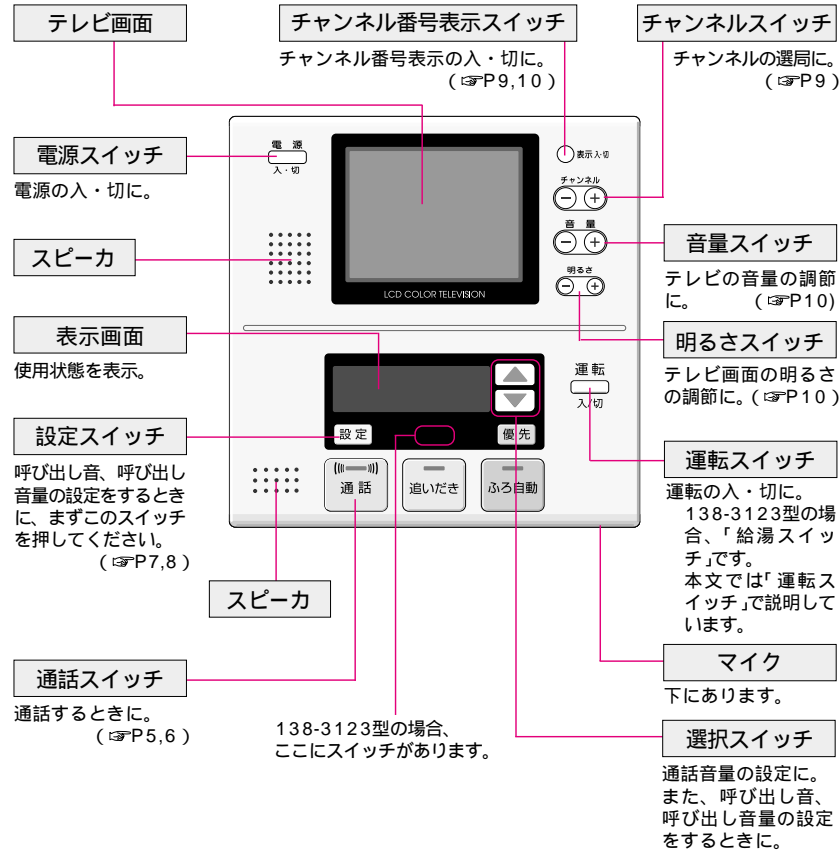 テレビ画面
チャンネル番号表示スイッチ
チャンネル番号表示の入・切に。
(☞P9,10)
チャンネルスイッチ
チャンネルの選局に。
(☞P9)
電源スイッチ
電源の入・切に。
スピーカ
電源
入・切
表示入・切
チャンネル
音量
明るさ
LCD COLOR TELEVISION
音量スイッチ
テレビの音量の調節
に。 (☞P10)
明るさスイッチ
テレビ画面の明るさ
の調節に。(☞P10)
表示画面
使用状態を表示。
運転
入/切
設定
優先
通話
追いだき
ふろ自動
設定スイッチ
呼び出し音、呼び出し
音量の設定をするとき
に、まずこのスイッチ
を押してください。
(☞P7,8)
スピーカ
運転スイッチ
運転の入・切に。
138-3123型の場
合、「給湯スイッ
チ」です。
本文では「運転ス
イッチ」で説明して
います。
マイク
下にあります。
通話スイッチ
通話するときに。
(☞P5,6)
138-3123型の場合、
ここにスイッチがあります。
選択スイッチ
通話音量の設定に。
また、呼び出し音、
呼び出し音量の設定
をするときに。